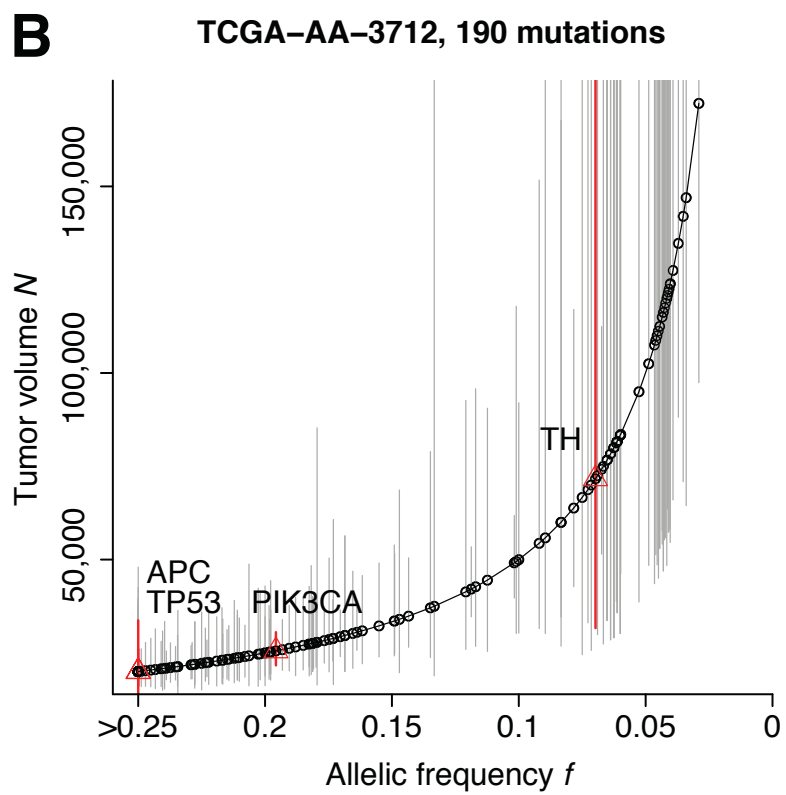 B
TCGA–AA–3712, 190 mutations
Tumor volume N
150,000
100,000
50,000
TH
APC
TP53
PIK3CA
>0.25
0.2
0.15
0.1
0.05
0
Allelic frequency f